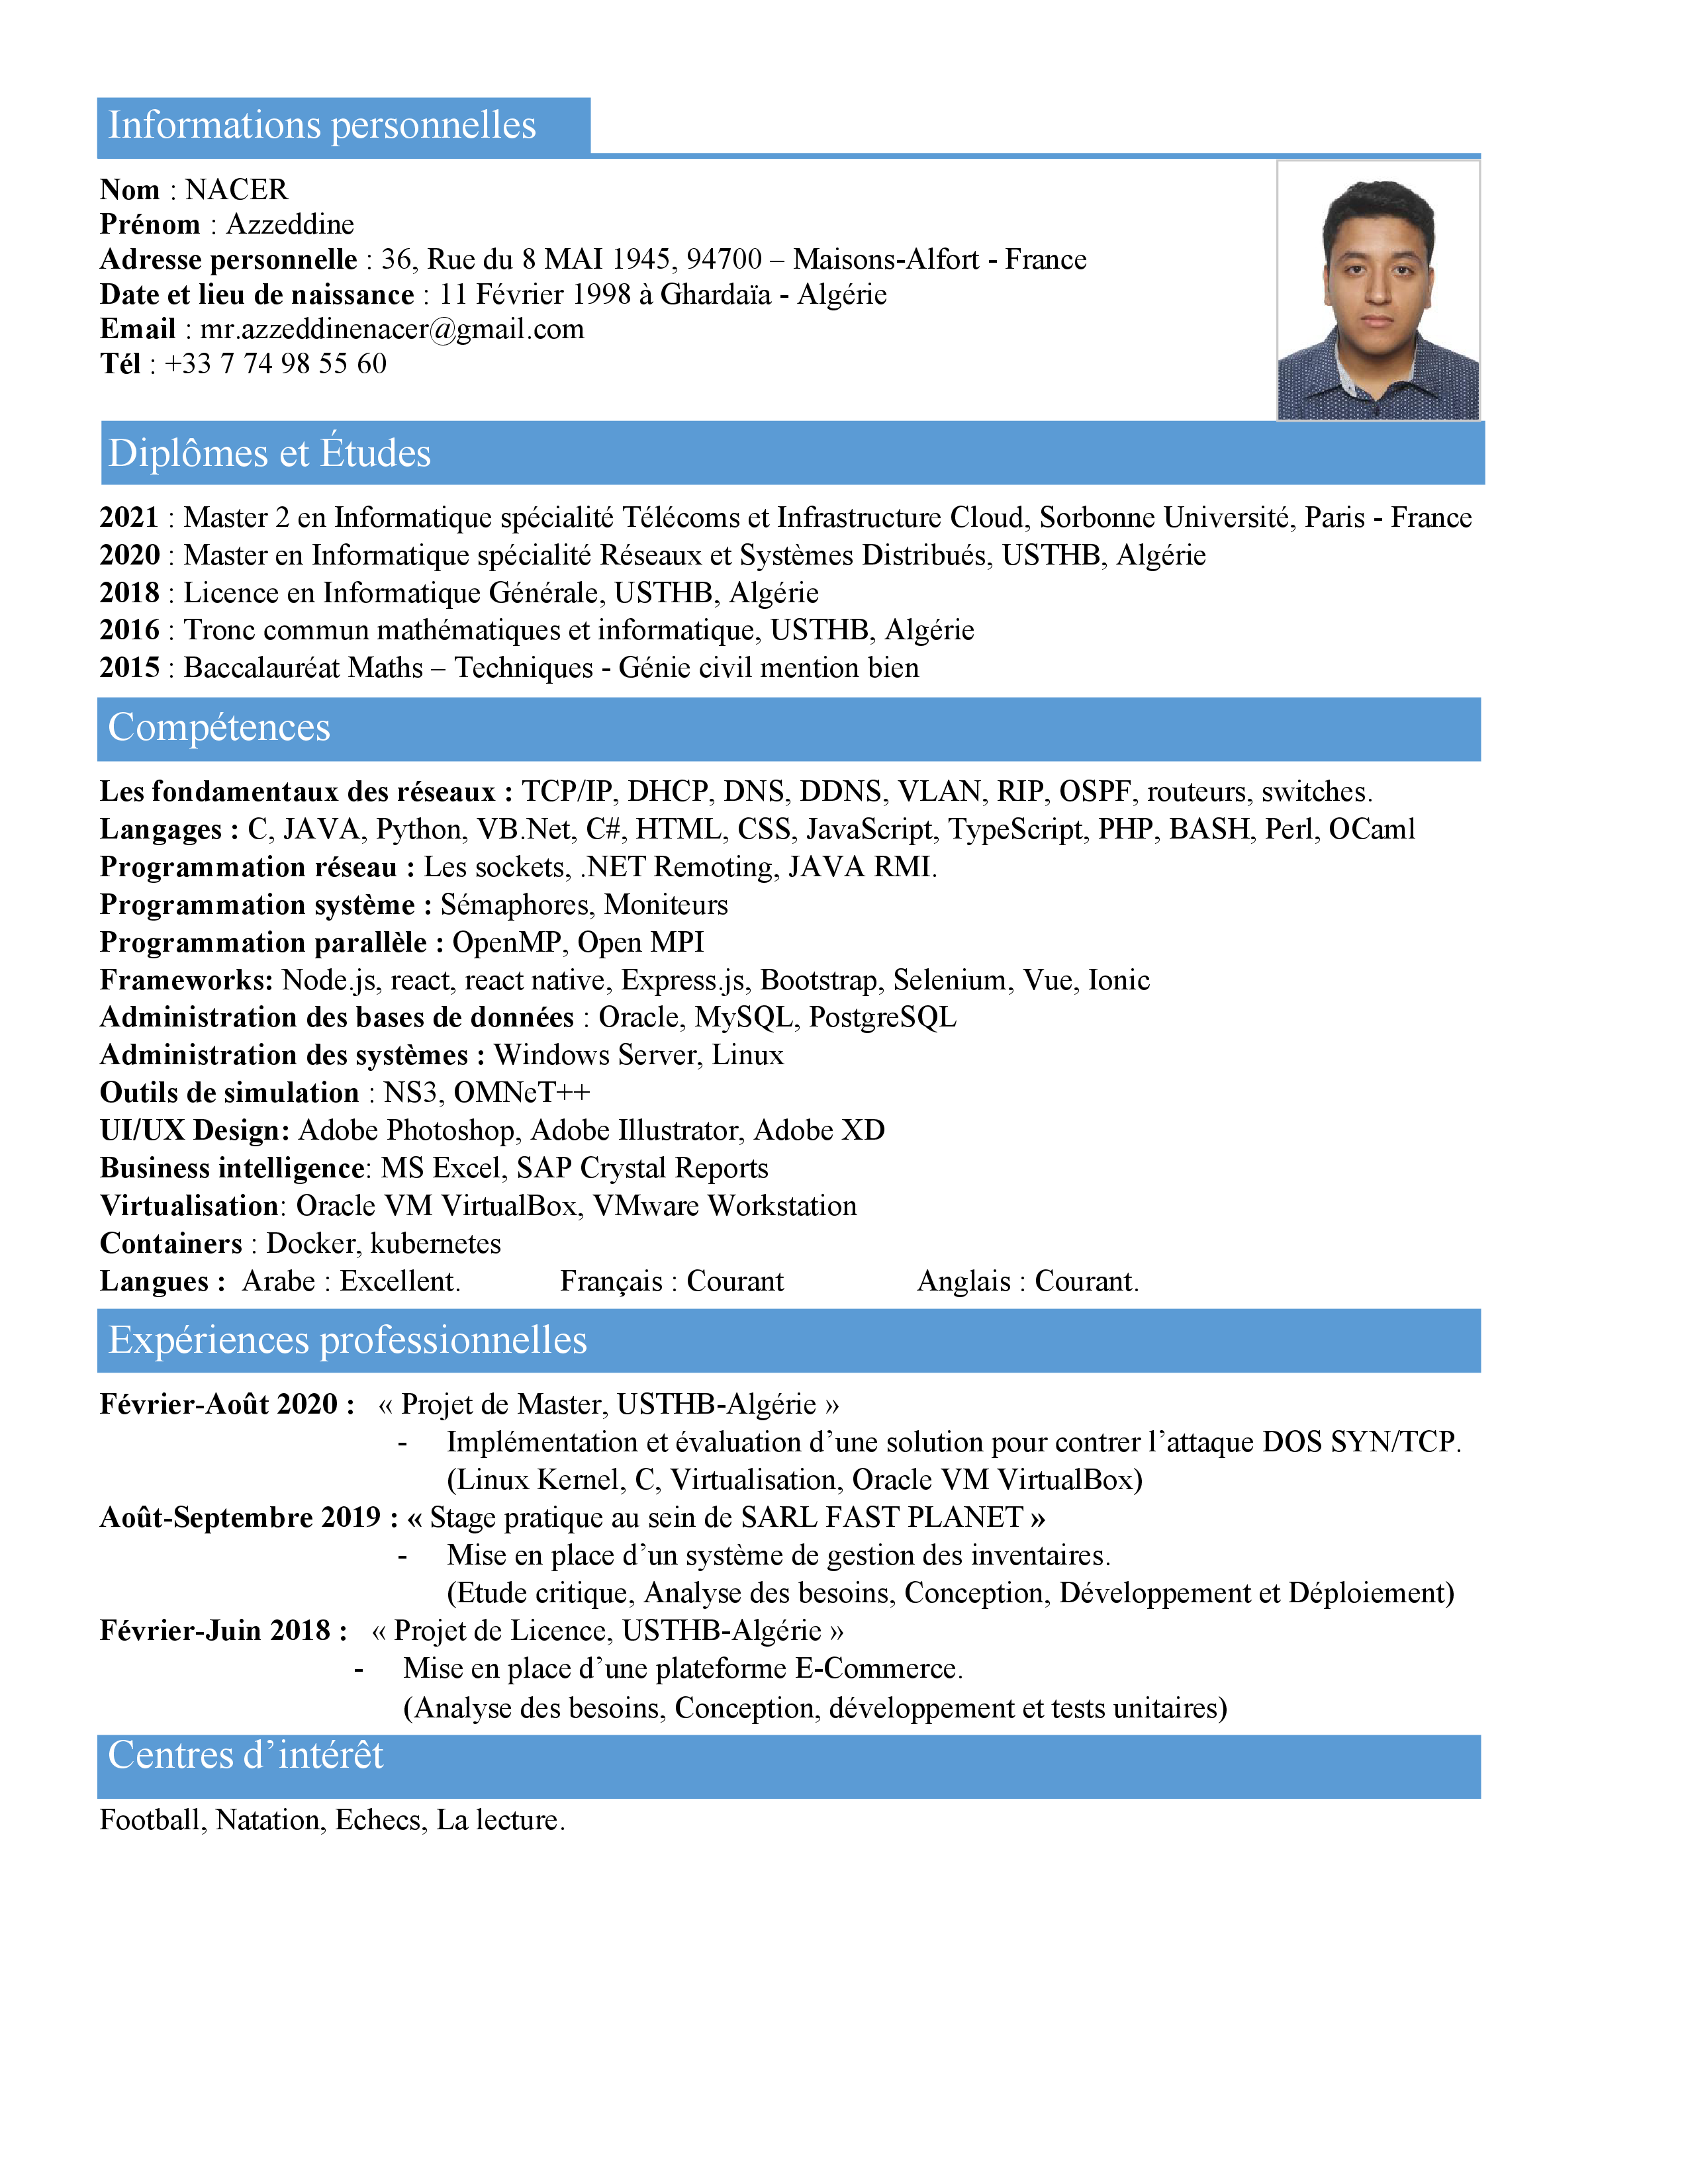 Informations personnelles
Nom : NACER
Prénom : Azzeddine
Adresse personnelle : 36, Rue du 8 MAI 1945, 94700 – Maisons-Alfort - France
Date et lieu de naissance : 11 Février 1998 à Ghardaïa - Algérie
Email : mr.azzeddinenacer@gmail.com
Tél : +33 7 74 98 55 60
Diplômes et Études
2021 : Master 2 en Informatique spécialité Télécoms et Infrastructure Cloud, Sorbonne Université, Paris - France
2020 : Master en Informatique spécialité Réseaux et Systèmes Distribués, USTHB, Algérie
2018 : Licence en Informatique Générale, USTHB, Algérie
2016 : Tronc commun mathématiques et informatique, USTHB, Algérie
2015 : Baccalauréat Maths – Techniques - Génie civil mention bien
Compétences
Les fondamentaux des réseaux : TCP/IP, DHCP, DNS, DDNS, VLAN, RIP, OSPF, routeurs, switches.
Langages : C, JAVA, Python, VB.Net, C#, HTML, CSS, JavaScript, TypeScript, PHP, BASH, Perl, OCaml
Programmation réseau : Les sockets, .NET Remoting, JAVA RMI.
Programmation système : Sémaphores, Moniteurs
Programmation parallèle : OpenMP, Open MPI
Frameworks: Node.js, react, react native, Express.js, Bootstrap, Selenium, Vue, Ionic
Administration des bases de données : Oracle, MySQL, PostgreSQL
Administration des systèmes : Windows Server, Linux
Outils de simulation : NS3, OMNeT++
UI/UX Design: Adobe Photoshop, Adobe Illustrator, Adobe XD
Business intelligence: MS Excel, SAP Crystal Reports
Virtualisation: Oracle VM VirtualBox, VMware Workstation
Containers : Docker, kubernetes
Langues : Arabe : Excellent. Français : Courant Anglais : Courant.
Expériences professionnelles
Février-Août 2020 : « Projet de Master, USTHB-Algérie »
- Implémentation et évaluation d’une solution pour contrer l’attaque DOS SYN/TCP.
(Linux Kernel, C, Virtualisation, Oracle VM VirtualBox)
Août-Septembre 2019 : « Stage pratique au sein de SARL FAST PLANET »
- Mise en place d’un système de gestion des inventaires.
(Etude critique, Analyse des besoins, Conception, Développement et Déploiement)
Février-Juin 2018 : « Projet de Licence, USTHB-Algérie »
- Mise en place d’une plateforme E-Commerce.
(Analyse des besoins, Conception, développement et tests unitaires)
Centres d’intérêt
Football, Natation, Echecs, La lecture.